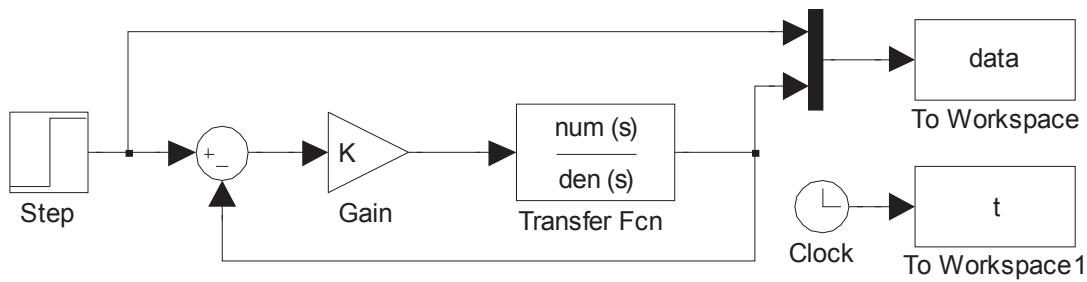 data
To Workspace
+
−
K
num (s)
den (s)
Step
Gain
Transfer Fcn
Clock
t
To Workspace1